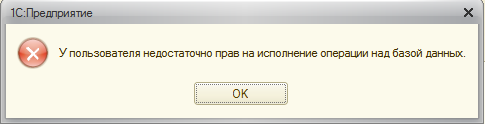 1С:Предприятие
У пользователя недостаточно прав на исполнение операции над базой данных.
OK